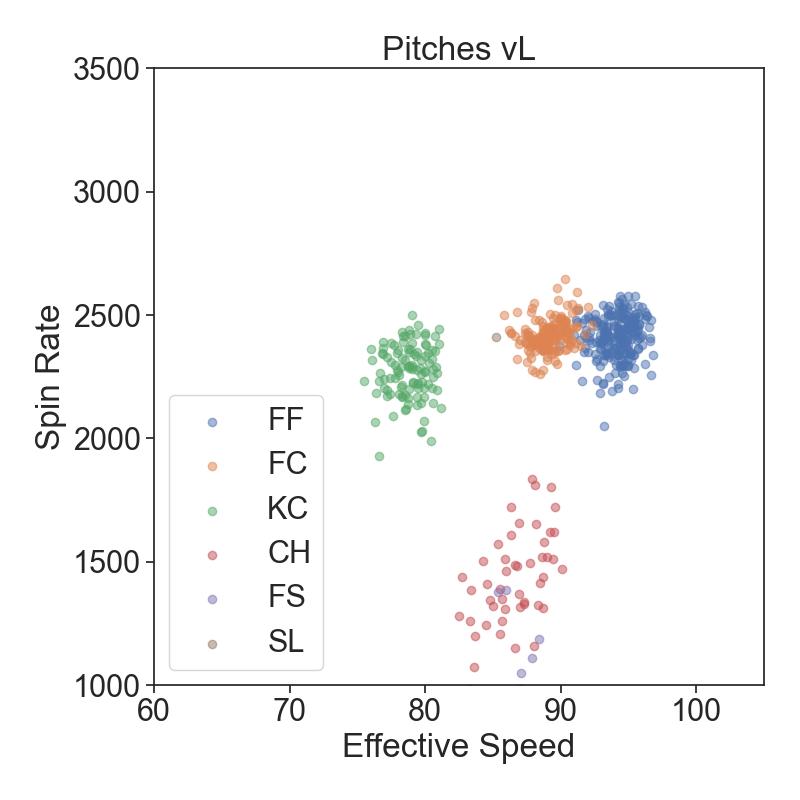 Pitches vL
3500
3000
2500
2000
1500
1000
Spin Rate
FF
FC
KC
CH
FS
SL
60 70 80 90 100
Effective Speed